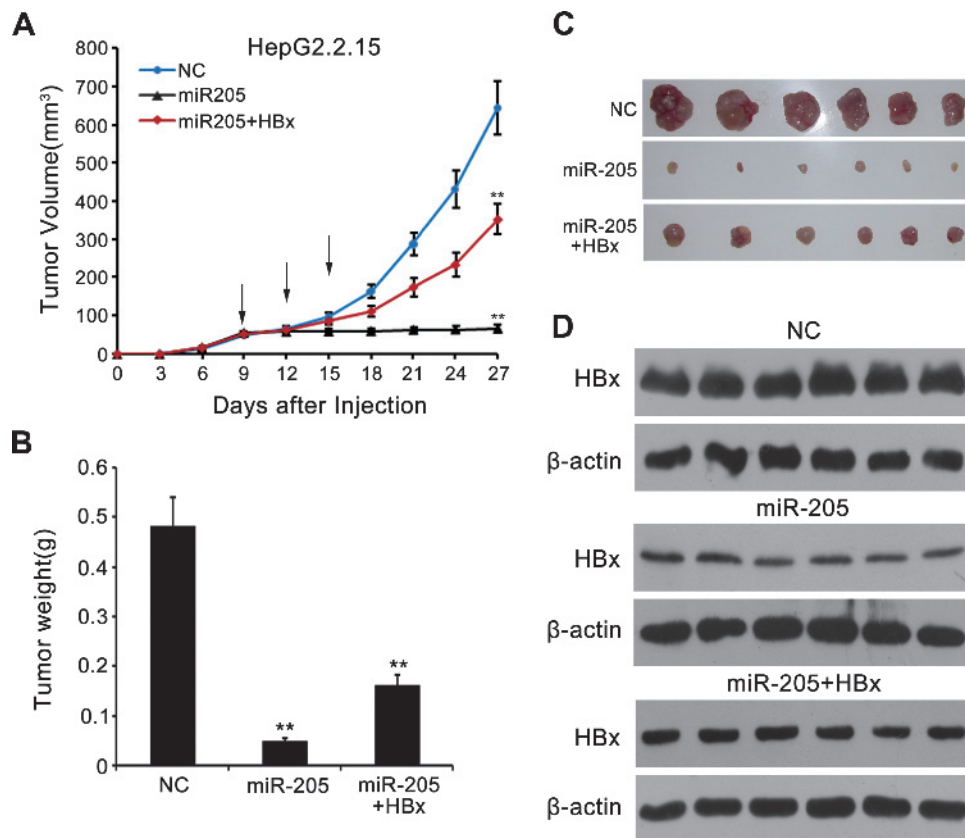 A
HepG2.2.15
NC
miR205
miR205+HBx
Tumor Volume(mm³)
800
700
600
500
400
300
200
100
0
**
**
0 3 6 9 12 15 18 21 24 27
Days after Injection
B
Tumor weight(g)
0.6
0.5
0.4
0.3
0.2
0.1
0
**
**
NC miR-205 miR-205
+HBx
C
NC
miR-205
miR-205
+HBx
D
NC
HBx
β-actin
miR-205
HBx
β-actin
miR-205+HBx
HBx
β-actin